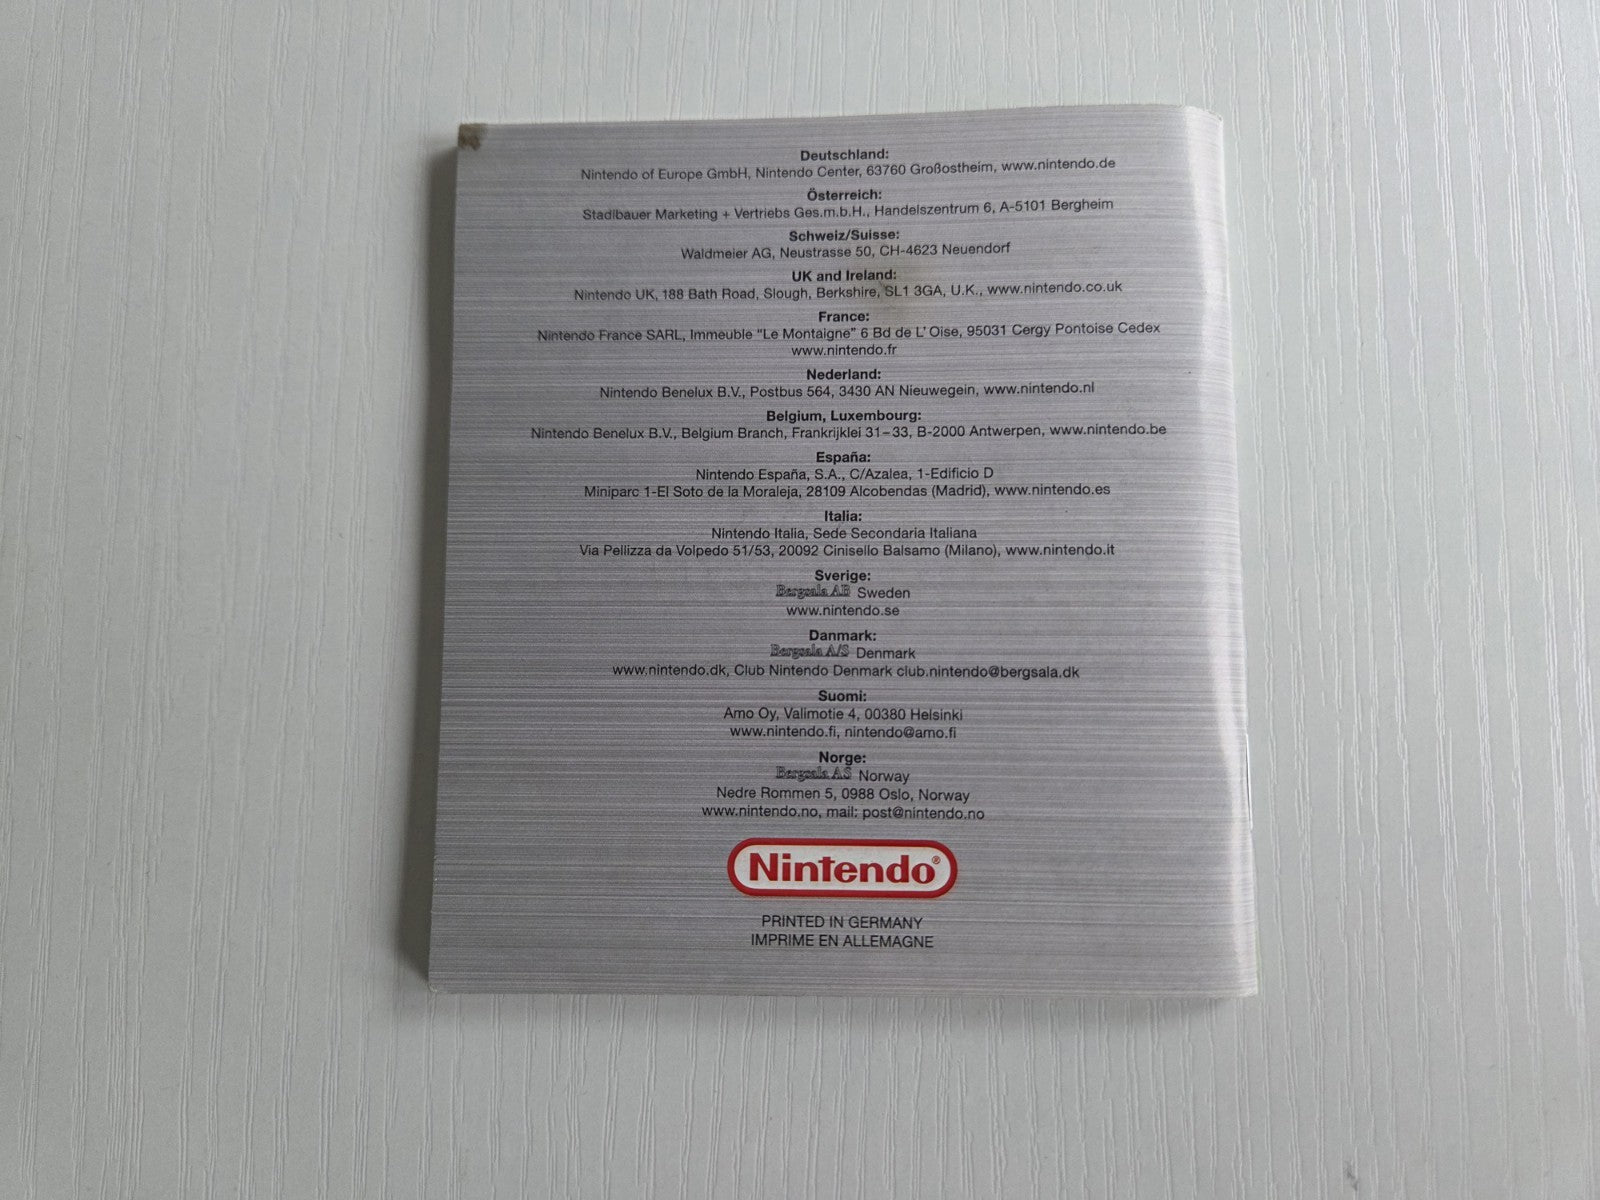 Deutschland:
Nintendo of Europe GmbH, Nintendo Center, 63760 Großostheim, www.nintendo.de
Österreich:
Stadlbauer Marketing + Vertriebs Ges.m.b.H., Handelszentrum 6, A-5101 Bergheim
Schweiz/Suisse:
Waldmeier AG, Neustrasse 50, CH-4623 Neuendorf
UK and Ireland:
Nintendo UK, 188 Bath Road, Slough, Berkshire, SL1 3GA, U.K., www.nintendo.co.uk
France:
Nintendo France SARL, Immeuble “Le Montaigne” 6 Bd de L' Oise, 95031 Cergy Pontoise Cedex
www.nintendo.fr
Nederland:
Nintendo Benelux B.V., Postbus 564, 3430 AN Nieuwegein, www.nintendo.nl
Belgium, Luxembourg:
Nintendo Benelux B.V., Belgium Branch, Frankrijklei 31–33, B-2000 Antwerpen, www.nintendo.be
España:
Nintendo España, S.A., C/Azalea, 1-Edificio D
Miniparc 1-El Soto de la Moraleja, 28109 Alcobendas (Madrid), www.nintendo.es
Italia:
Nintendo Italia, Sede Secondaria Italiana
Via Pellizza da Volpedo 51/53, 20092 Cinisello Balsamo (Milano), www.nintendo.it
Sverige:
Bergsala AB Sweden
www.nintendo.se
Danmark:
Bergsala A/S Denmark
www.nintendo.dk, Club Nintendo Denmark club.nintendo@bergsala.dk
Suomi:
Amo Oy, Valimotie 4, 00380 Helsinki
www.nintendo.fi, nintendo@amo.fi
Norge:
Bergsala AS Norway
Nedre Rommen 5, 0988 Oslo, Norway
www.nintendo.no, mail: post@nintendo.no
Nintendo®
PRINTED IN GERMANY
IMPRIME EN ALLEMAGNE